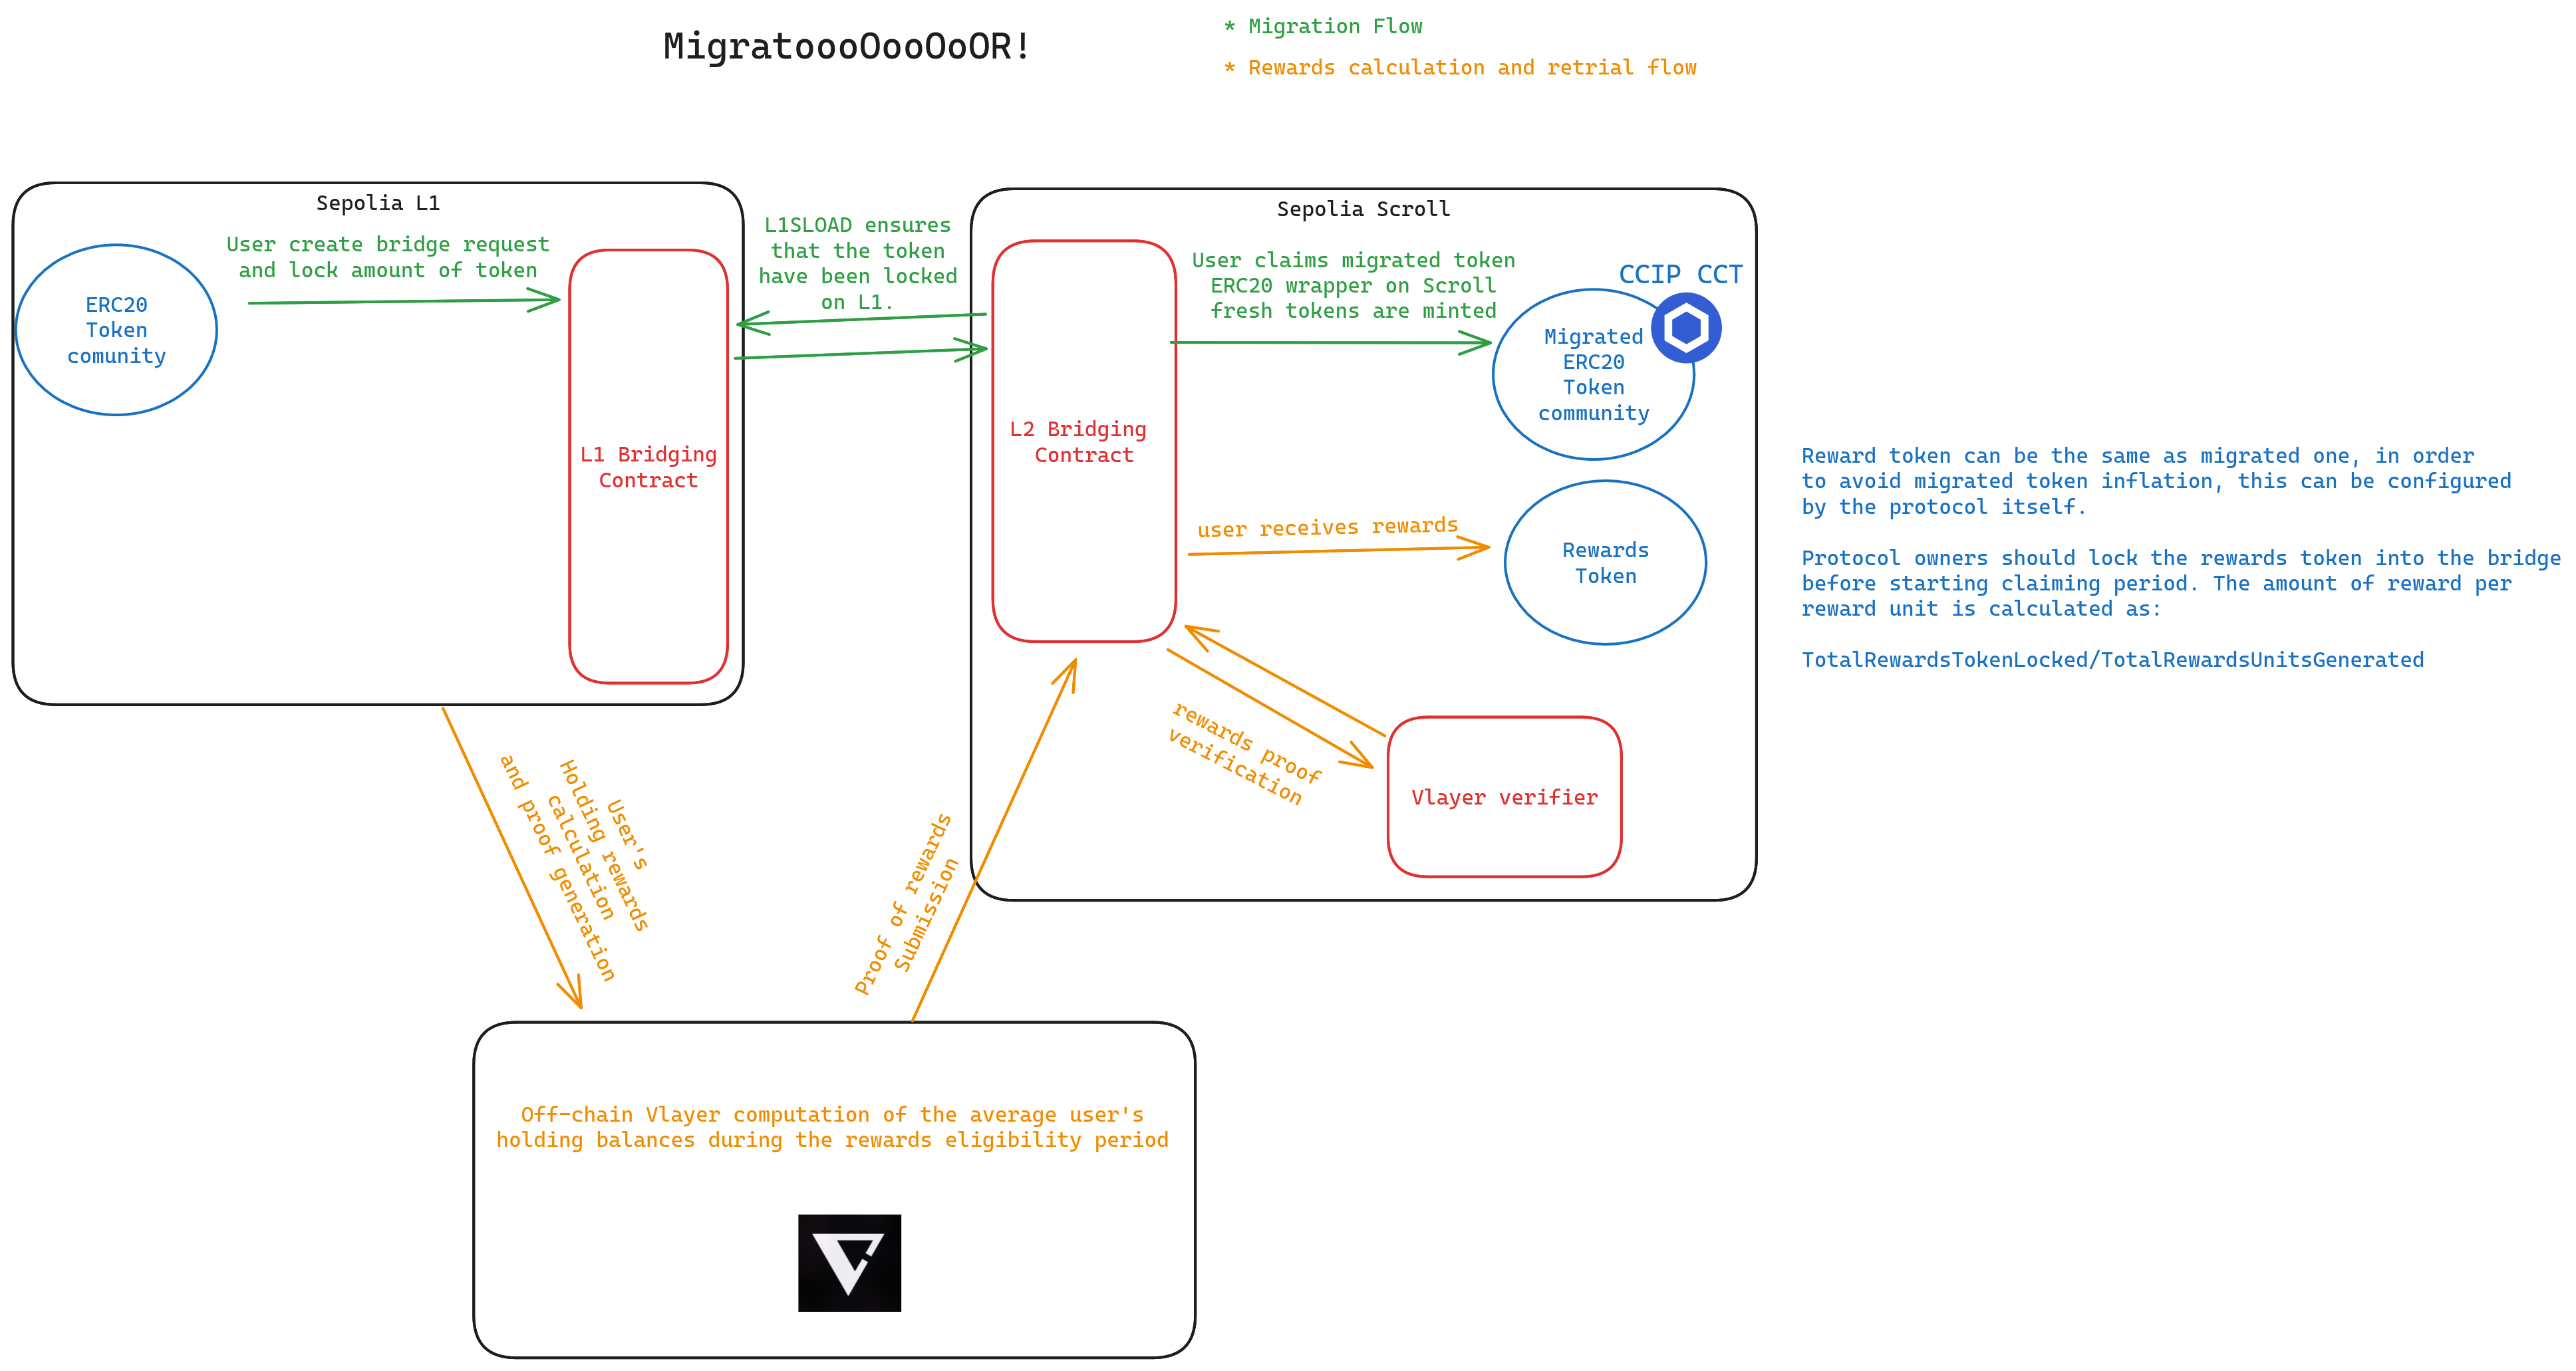 MigratoooOooOoOR!
* Migration Flow
* Rewards calculation and retrial flow
Sepolia L1
User create bridge request
and lock amount of token
ERC20
Token
comunity
L1 Bridging
Contract
L1SLOAD ensures
that the token
have been locked
on L1.
Sepolia Scroll
L2 Bridging
Contract
User claims migrated token
ERC20 wrapper on Scroll
fresh tokens are minted
CCIP CCT
Migrated
ERC20
Token
community
user receives rewards
Rewards
Token
rewards proof
verification
Vlayer verifier
Reward token can be the same as migrated one, in order
to avoid migrated token inflation, this can be configured
by the protocol itself.
Protocol owners should lock the rewards token into the bridge
before starting claiming period. The amount of reward per
reward unit is calculated as:
TotalRewardsTokenLocked/TotalRewardsUnitsGenerated
User's
Holding rewards
calculation
and proof generation
Proof of rewards
Submission
Off-chain Vlayer computation of the average user's
holding balances during the rewards eligibility period